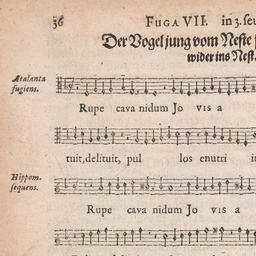 36 FUGA VII. in 3. seu
Der Vogel jung vom Neste
wider ins Nest.
Atalanta
fugiens.
Rupe cava nidum Jo vis a
tuit, delituit, pul los enutri
Hippom.
sequens.
Rupe cava nidum Jo vis a